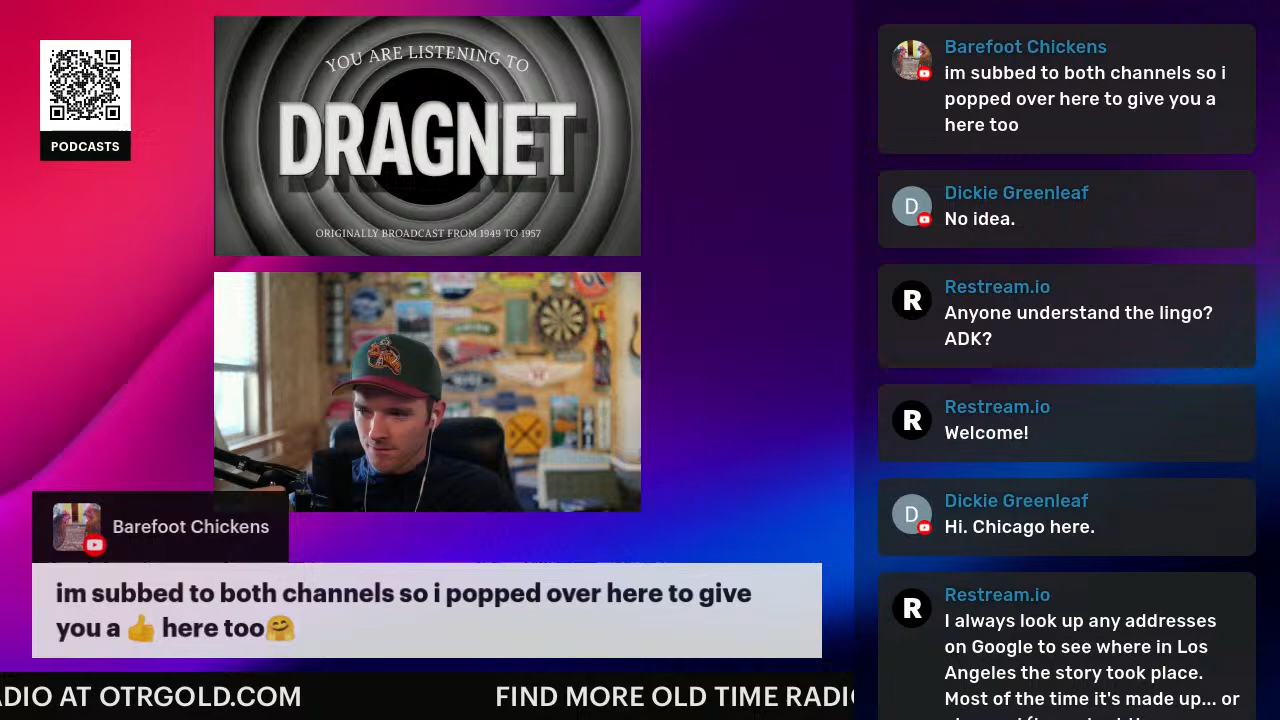 PODCASTS
YOU ARE LISTENING TO
DRAGNET
ORIGINALLY BROADCAST FROM 1949 TO 1957
Barefoot Chickens
im subbed to both channels so i popped over here to give
you a 👍 here too🤗
ADIO AT OTRGOLD.COM
FIND MORE OLD TIME RADIO
Barefoot Chickens
im subbed to both channels so i
popped over here to give you a
here too
D
Dickie Greenleaf
No idea.
R
Restream.io
Anyone understand the lingo?
ADK?
R
Restream.io
Welcome!
D
Dickie Greenleaf
Hi. Chicago here.
R
Restream.io
I always look up any addresses
on Google to see where in Los
Angeles the story took place.
Most of the time it's made up... or